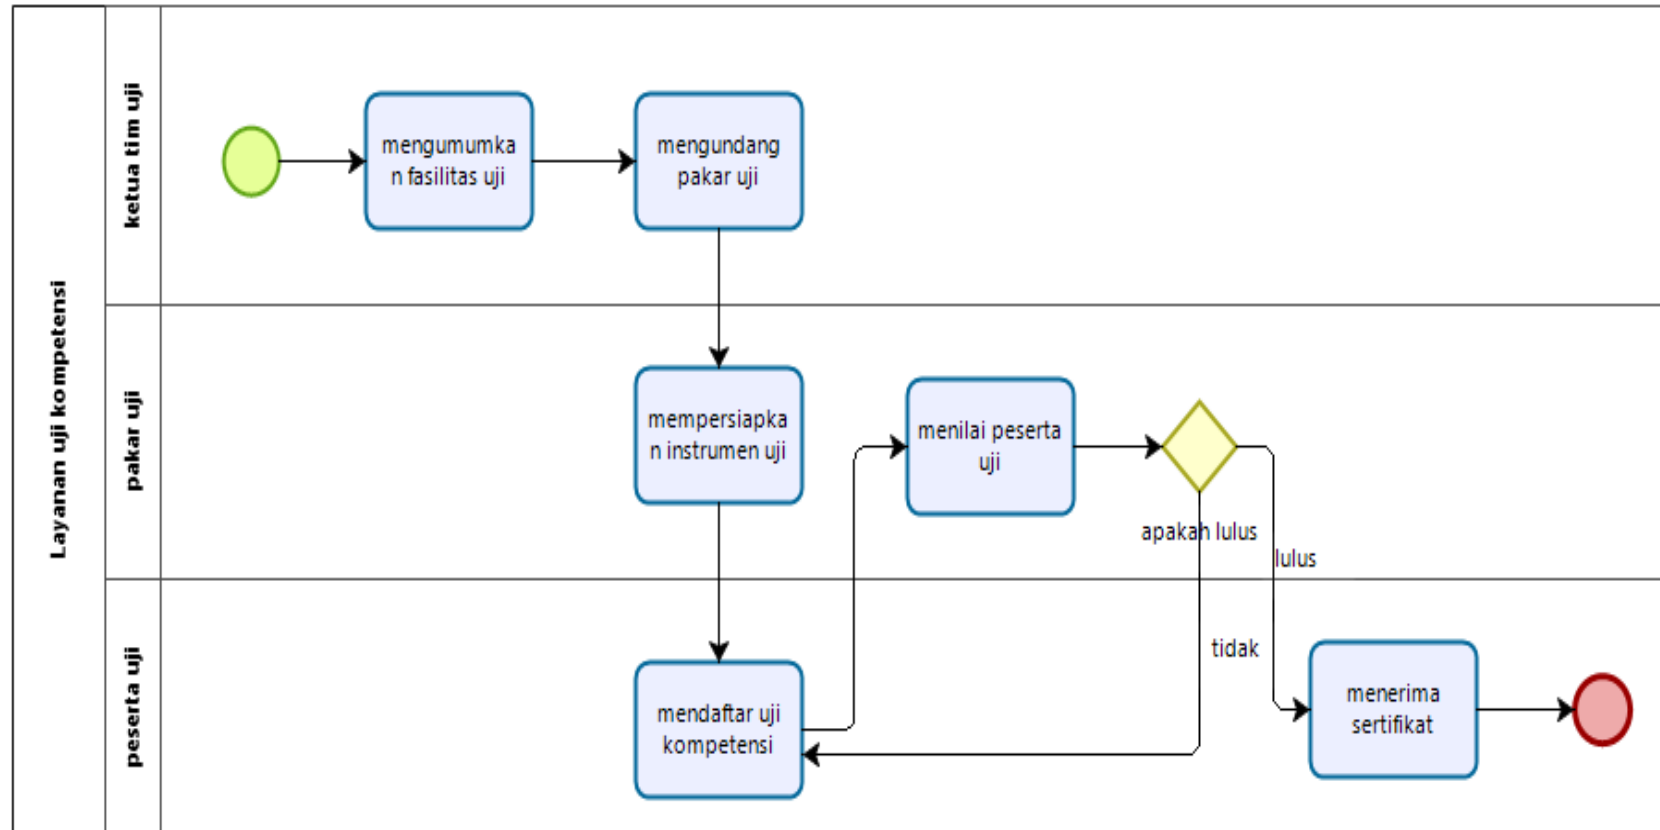 Layanan uji kompetensi
ketua tim uji
mengumumka
n fasilitas uji
mengundang
pakar uji
pakar uji
mempersiapka
n instrumen uji
menilai peserta
uji
apakah lulus
lulus
peserta uji
mendaftar uji
kompetensi
tidak
menerima
sertifikat